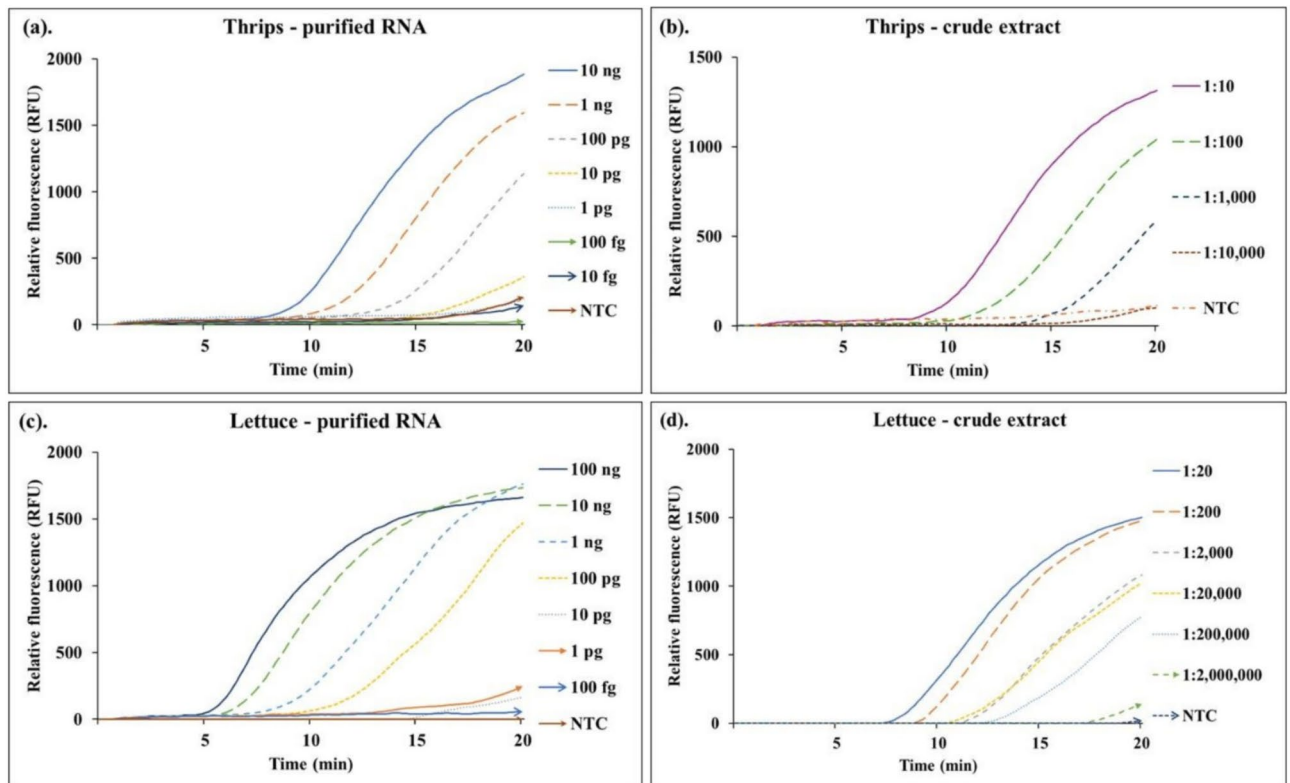 (a).
Thrips - purified RNA
Relative fluorescence (RFU)
2000
1500
1000
500
0
5
10
15
20
Time (min)
10 ng
1 ng
100 pg
10 pg
1 pg
100 fg
10 fg
NTC
(b).
Thrips - crude extract
Relative fluorescence (RFU)
1500
1000
500
0
5
10
15
20
Time (min)
1:10
1:100
1:1,000
1:10,000
NTC
(c).
Lettuce - purified RNA
Relative fluorescence (RFU)
2000
1500
1000
500
0
5
10
15
20
Time (min)
100 ng
10 ng
1 ng
100 pg
10 pg
1 pg
100 fg
NTC
(d).
Lettuce - crude extract
Relative fluorescence (RFU)
2000
1500
1000
500
0
5
10
15
20
Time (min)
1:20
1:200
1:2,000
1:20,000
1:200,000
1:2,000,000
NTC